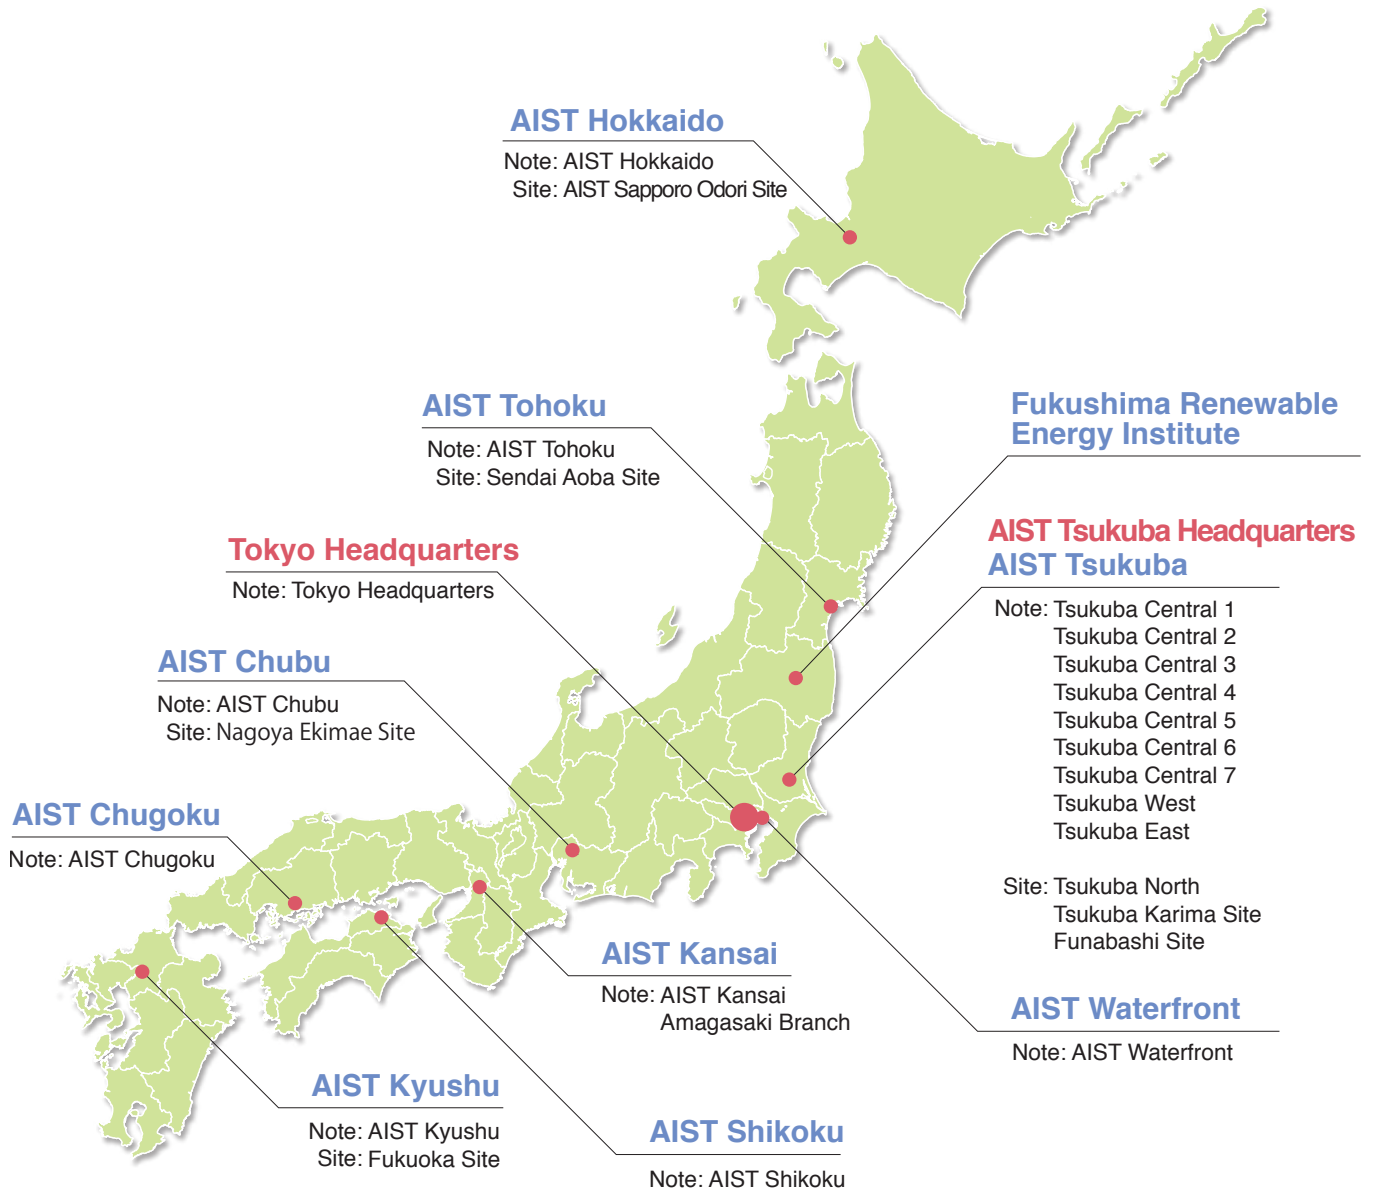 AIST Hokkaido
Note: AIST Hokkaido
Site: AIST Sapporo Odori Site
AIST Tohoku
Note: AIST Tohoku
Site: Sendai Aoba Site
Fukushima Renewable
Energy Institute
Tokyo Headquarters
Note: Tokyo Headquarters
AIST Tsukuba Headquarters
AIST Tsukuba
Note: Tsukuba Central 1
Tsukuba Central 2
Tsukuba Central 3
Tsukuba Central 4
Tsukuba Central 5
Tsukuba Central 6
Tsukuba Central 7
Tsukuba West
Tsukuba East
Site: Tsukuba North
Tsukuba Karima Site
Funabashi Site
AIST Chubu
Note: AIST Chubu
Site: Nagoya Ekimae Site
AIST Chugoku
Note: AIST Chugoku
AIST Kansai
Note: AIST Kansai
Amagasaki Branch
AIST Waterfront
Note: AIST Waterfront
AIST Kyushu
Note: AIST Kyushu
Site: Fukuoka Site
AIST Shikoku
Note: AIST Shikoku